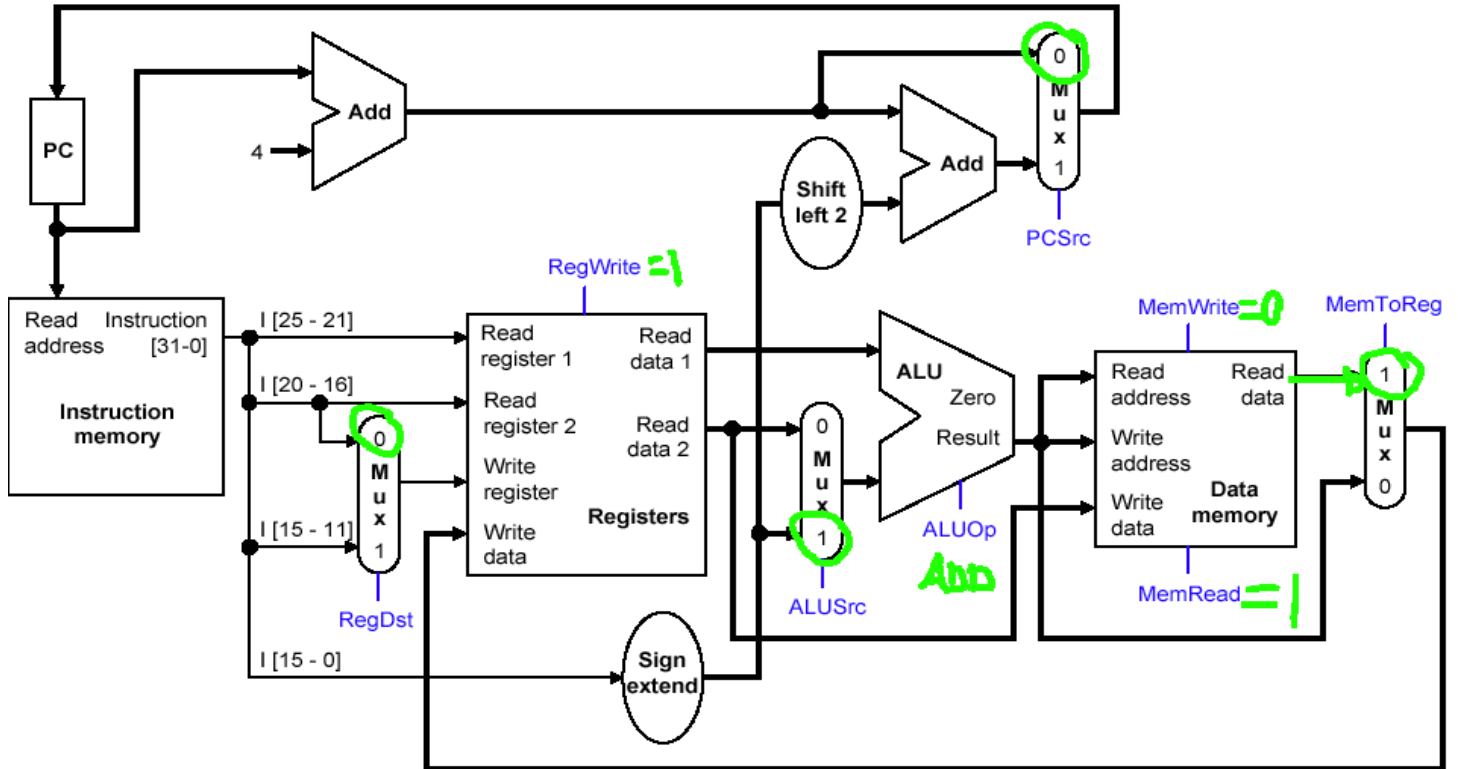 0
M
u
x
1
PCSrc
Add
4
PC
Add
Shift
left 2
RegWrite =1
MemWrite=0
MemToReg
Read
address
Instruction
[31-0]
Instruction
memory
I [25 - 21]
I [20 - 16]
I [15 - 11]
I [15 - 0]
0
M
u
x
1
RegDst
Read
register 1
Read
register 2
Write
register
Write
data
Read
data 1
Read
data 2
Registers
Sign
extend
0
M
u
x
1
ALUSrc
ALU
Zero
Result
ALUOp
ADD
Read
address
Write
address
Write
data
Read
data
Data
memory
MemRead=1
1
M
u
x
0